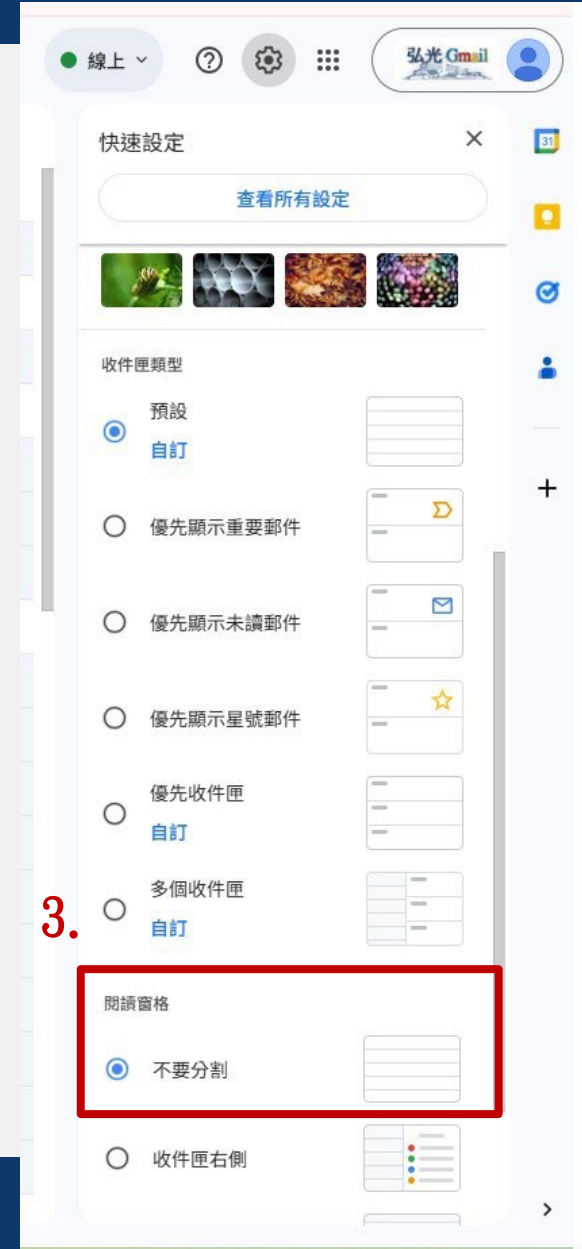 線上
弘光 Gmail
快速設定
31
查看所有設定
收件匣類型
預設
自訂
優先顯示重要郵件
優先顯示未讀郵件
優先顯示星號郵件
優先收件匣
自訂
多個收件匣
自訂
3.
閱讀窗格
不要分割
收件匣右側